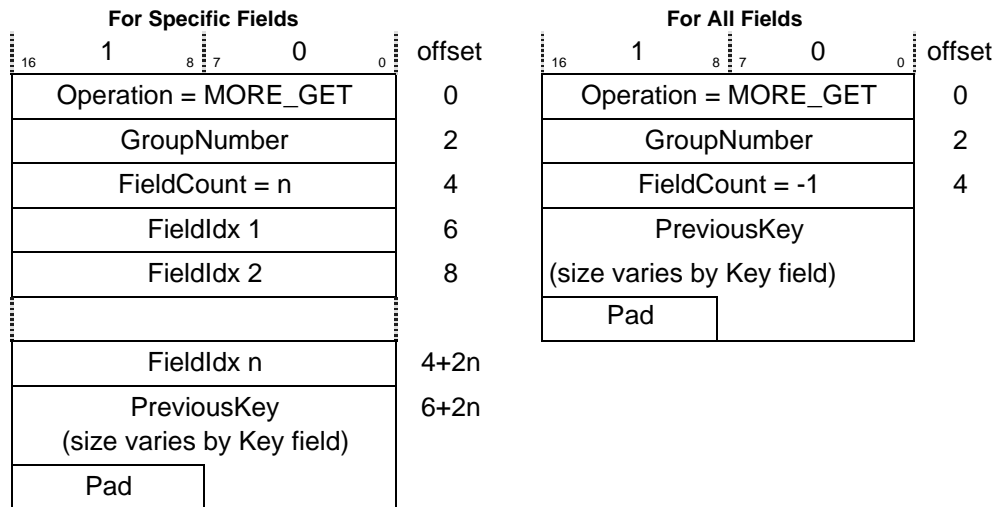 For Specific Fields
1 0 offset
16 8 7 0
Operation = MORE_GET 0
GroupNumber 2
FieldCount = n 4
FieldIdx 1 6
FieldIdx 2 8
FieldIdx n 4+2n
PreviousKey 6+2n
(size varies by Key field)
Pad
For All Fields
1 0 offset
16 8 7 0
Operation = MORE_GET 0
GroupNumber 2
FieldCount = -1 4
PreviousKey
(size varies by Key field)
Pad